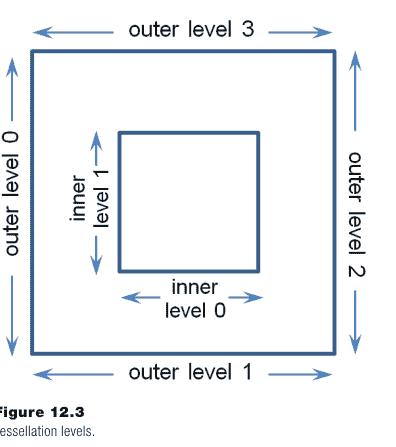 outer level 3
outer level 0
inner
level 1
outer level 2
inner
level 0
outer level 1
igure 12.3
essellation levels.